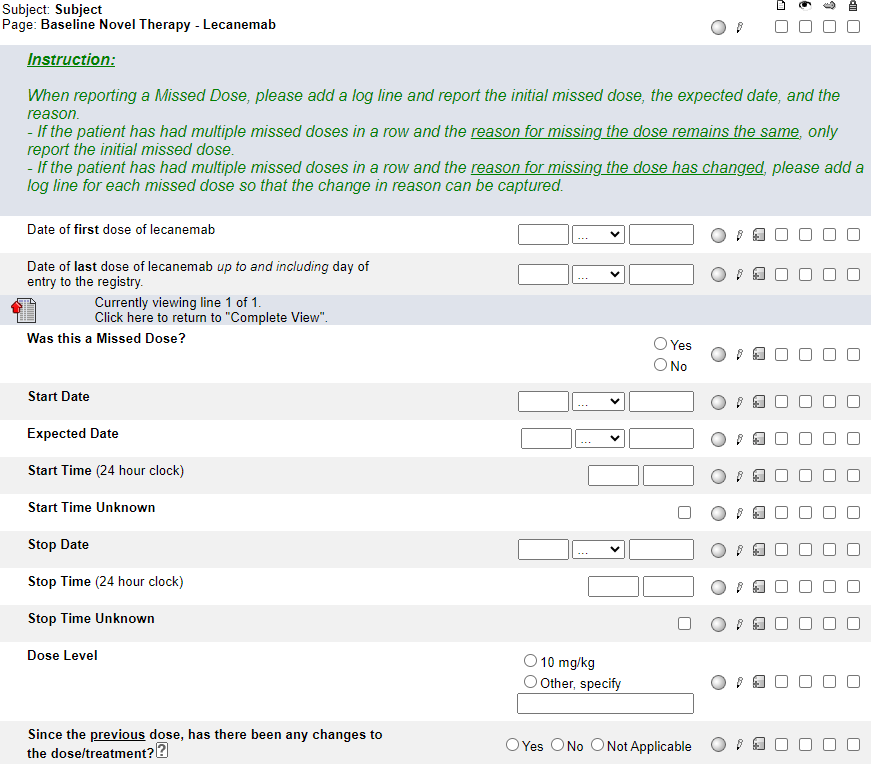 Subject: Subject
Page: Baseline Novel Therapy - Lecanemab
Instruction:
When reporting a Missed Dose, please add a log line and report the initial missed dose, the expected date, and the
reason.
- If the patient has had multiple missed doses in a row and the reason for missing the dose remains the same, only
report the initial missed dose.
- If the patient has had multiple missed doses in a row and the reason for missing the dose has changed, please add a
log line for each missed dose so that the change in reason can be captured.
Date of first dose of lecanemab
...
Date of last dose of lecanemab up to and including day of
entry to the registry.
...
Currently viewing line 1 of 1.
Click here to return to "Complete View".
Was this a Missed Dose?
Yes
No
Start Date
...
Expected Date
...
Start Time (24 hour clock)
Start Time Unknown
Stop Date
...
Stop Time (24 hour clock)
Stop Time Unknown
Dose Level
10 mg/kg
Other, specify
Since the previous dose, has there been any changes to
the dose/treatment??
Yes No Not Applicable